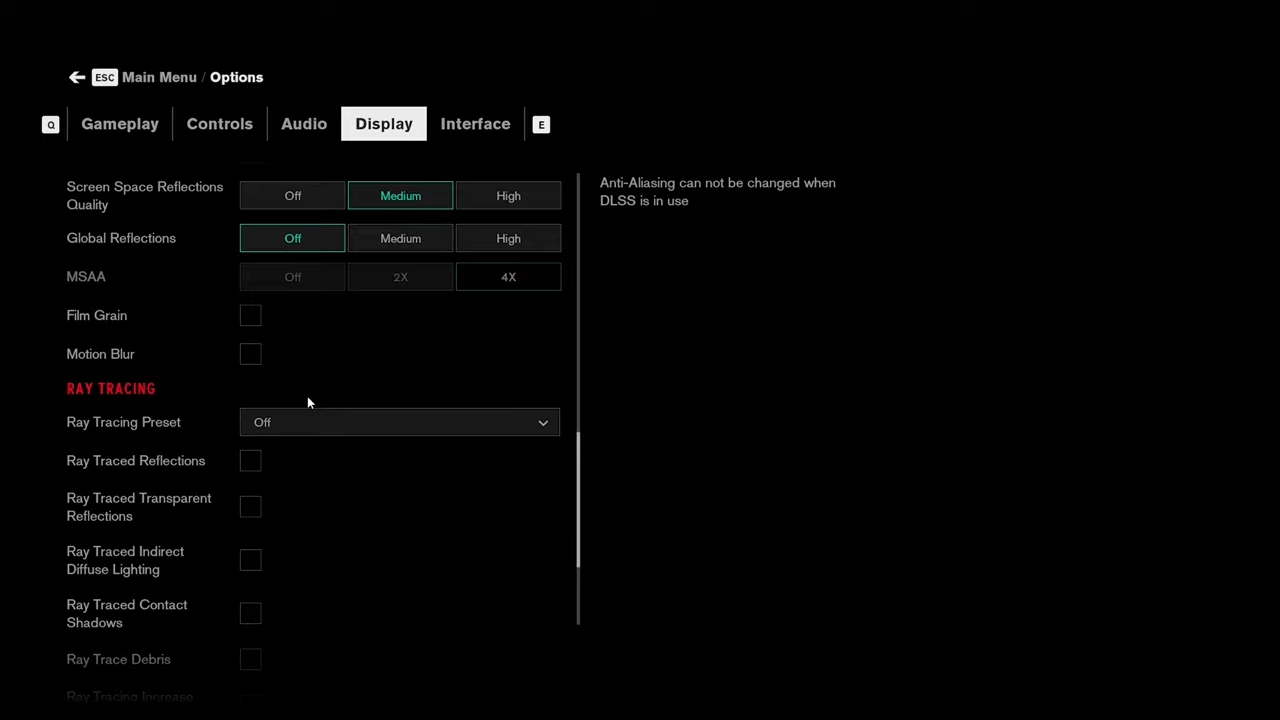 ESC Main Menu / Options
Q Gameplay Controls Audio Display Interface E
Screen Space Reflections
Quality
Off Medium High
Anti-Aliasing can not be changed when
DLSS is in use
Global Reflections Off Medium High
MSAA Off 2X 4X
Film Grain
Motion Blur
RAY TRACING
Ray Tracing Preset Off
Ray Traced Reflections
Ray Traced Transparent
Reflections
Ray Traced Indirect
Diffuse Lighting
Ray Traced Contact
Shadows
Ray Trace Debris
Ray Tracing Increase